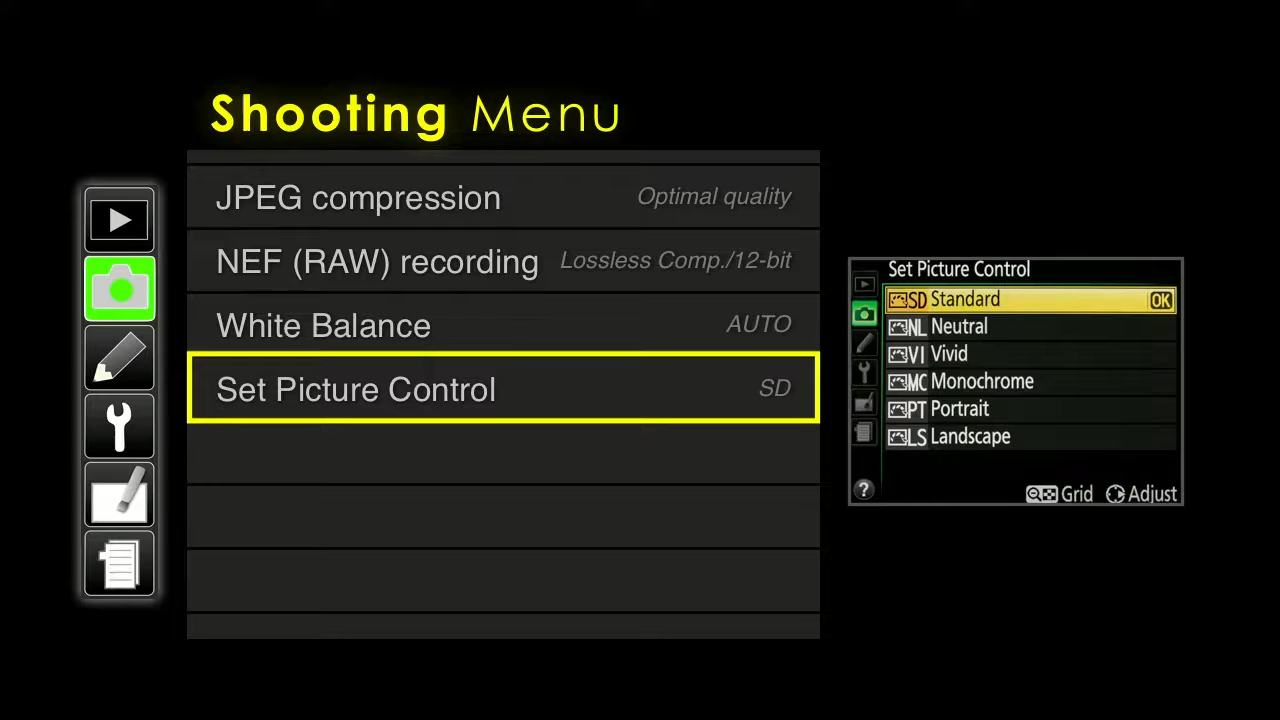 Shooting Menu
JPEG compression Optimal quality
NEF (RAW) recording Lossless Comp./12-bit
White Balance AUTO
Set Picture Control SD
Set Picture Control
SD Standard OK
NL Neutral
VI Vivid
MC Monochrome
PT Portrait
LS Landscape
? Grid Adjust